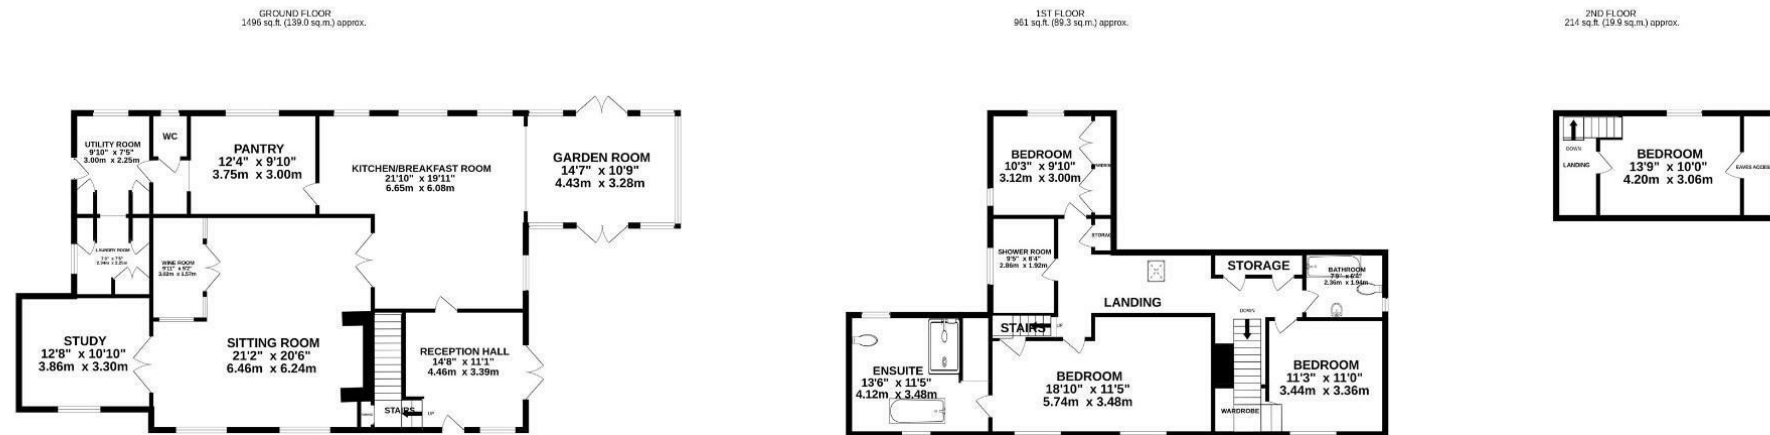 GROUND FLOOR
1496 sq.ft. (139.0 sq.m.) approx.
UTILITY ROOM
9'10" x 7'5"
3.00m x 2.25m
WC
PANTRY
12'4" x 9'10"
3.75m x 3.00m
KITCHEN/BREAKFAST ROOM
21'10" x 19'11"
6.65m x 6.08m
GARDEN ROOM
14'7" x 10'9"
4.43m x 3.28m
LAUNDRY ROOM
WINE ROOM
STUDY
12'8" x 10'10"
3.86m x 3.30m
SITTING ROOM
21'2" x 20'6"
6.46m x 6.24m
RECEPTION HALL
14'8" x 11'1"
4.46m x 3.39m
STAIRS
UP
1ST FLOOR
961 sq.ft. (89.3 sq.m.) approx.
BEDROOM
10'3" x 9'10"
3.12m x 3.00m
SHOWER ROOM
9'5" x 6'4"
2.86m x 1.92m
STORAGE
BATHROOM
2.36m x 1.94m
LANDING
DOWN
STAIRS
UP
ENSUITE
13'6" x 11'5"
4.12m x 3.48m
BEDROOM
18'10" x 11'5"
5.74m x 3.48m
WARDROBE
BEDROOM
11'3" x 11'0"
3.44m x 3.36m
2ND FLOOR
214 sq.ft. (19.9 sq.m.) approx.
DOWN
LANDING
BEDROOM
13'9" x 10'0"
4.20m x 3.06m
EAVES ACCESS